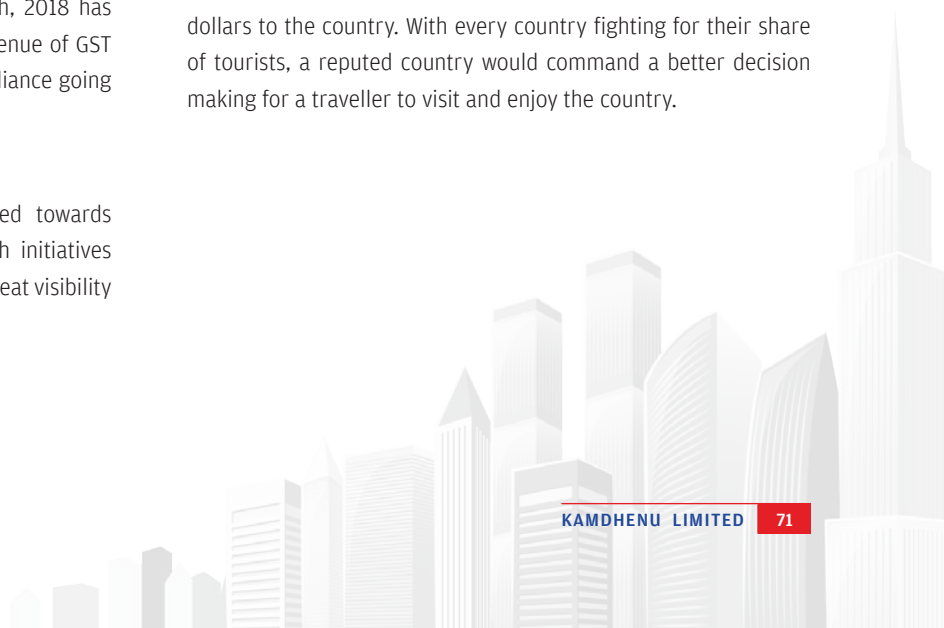 h, 2018 has
enue of GST
liance going
ed towards
h initiatives
eat visibility
dollars to the country. With every country fighting for their share
of tourists, a reputed country would command a better decision
making for a traveller to visit and enjoy the country.
KAMDHENU LIMITED 71